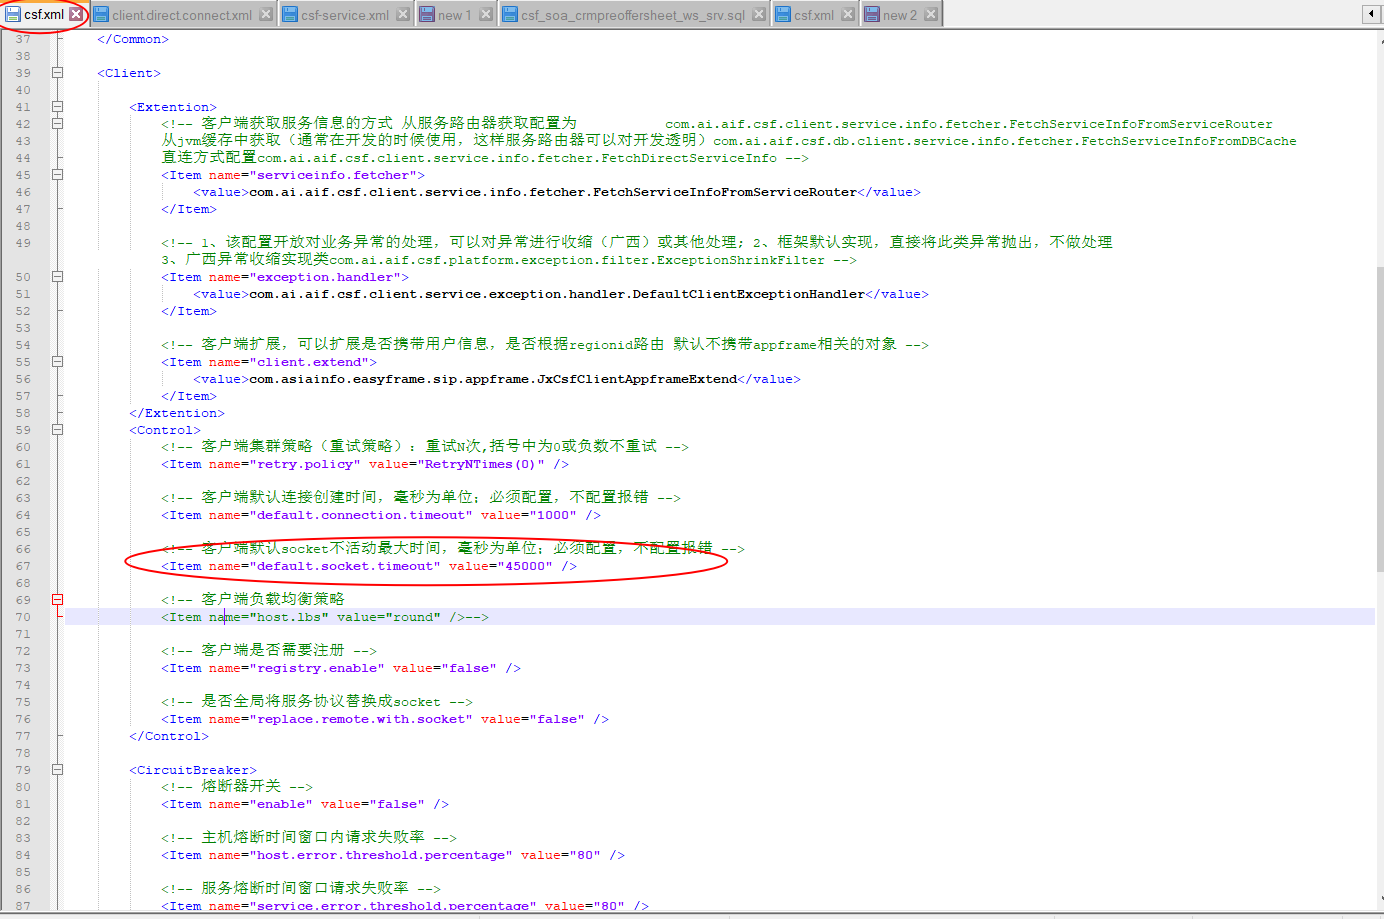 csf.xml client.direct.connect.xml csf-service.xml new 1 csf_soa_crmpreoffersheet_ws_srv.sql csf.xml new 2
37 </Common>
38
39 <Client>
40
41 <Extention>
42 <!-- 客户端获取服务信息的方式 从服务路由器获取配置为 com.ai.aif.csf.client.service.info.fetcher.FetchServiceInfoFromServiceRouter
43 从jvm缓存中获取（通常在开发的时候使用，这样服务路由器可以对开发透明）com.ai.aif.csf.db.client.service.info.fetcher.FetchServiceInfoFromDBCache
44 直连方式配置com.ai.aif.csf.client.service.info.fetcher.FetchDirectServiceInfo -->
45 <Item name="serviceinfo.fetcher">
46 <value>com.ai.aif.csf.client.service.info.fetcher.FetchServiceInfoFromServiceRouter</value>
47 </Item>
48
49 <!-- 1、该配置开放对业务异常的处理，可以对异常进行收缩（广西）或其他处理；2、框架默认实现，直接将此类异常抛出，不做处理
3、广西异常收缩实现类com.ai.aif.csf.platform.exception.filter.ExceptionShrinkFilter -->
50 <Item name="exception.handler">
51 <value>com.ai.aif.csf.client.service.exception.handler.DefaultClientExceptionHandler</value>
52 </Item>
53
54 <!-- 客户端扩展，可以扩展是否携带用户信息，是否根据regionid路由 默认不携带appframe相关的对象 -->
55 <Item name="client.extend">
56 <value>com.asiainfo.easyframe.sip.appframe.JxCsfClientAppframeExtend</value>
57 </Item>
58 </Extention>
59 <Control>
60 <!-- 客户端集群策略（重试策略）：重试N次,括号中为0或负数不重试 -->
61 <Item name="retry.policy" value="RetryNTimes(0)" />
62
63 <!-- 客户端默认连接创建时间，毫秒为单位；必须配置，不配置报错 -->
64 <Item name="default.connection.timeout" value="1000" />
65
66 <!-- 客户端默认socket不活动最大时间，毫秒为单位；必须配置，不配置报错 -->
67 <Item name="default.socket.timeout" value="45000" />
68
69 <!-- 客户端负载均衡策略
70 <Item name="host.lbs" value="round" />-->
71
72 <!-- 客户端是否需要注册 -->
73 <Item name="registry.enable" value="false" />
74
75 <!-- 是否全局将服务协议替换成socket -->
76 <Item name="replace.remote.with.socket" value="false" />
77 </Control>
78
79 <CircuitBreaker>
80 <!-- 熔断器开关 -->
81 <Item name="enable" value="false" />
82
83 <!-- 主机熔断时间窗口内请求失败率 -->
84 <Item name="host.error.threshold.percentage" value="80" />
85
86 <!-- 服务熔断时间窗口请求失败率 -->
87 <Item name="service.error.threshold.percentage" value="80" />